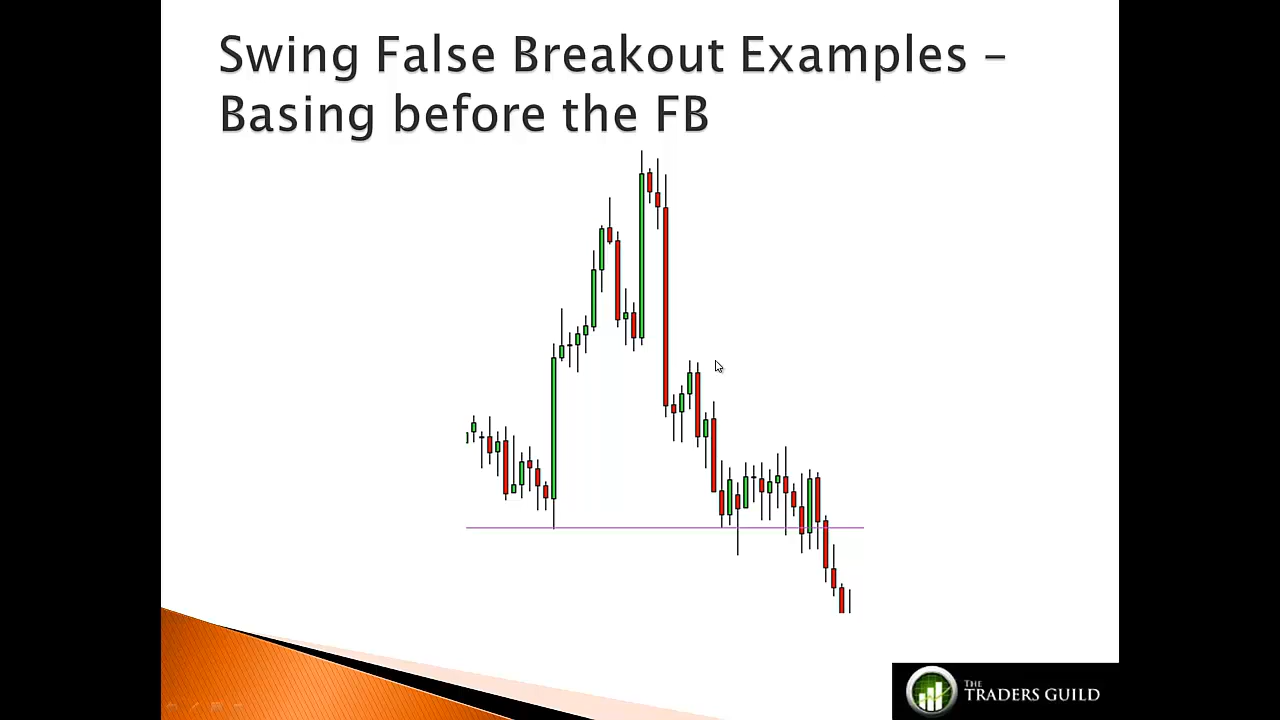 Swing False Breakout Examples –
Basing before the FB
THE
TRADERS GUILD